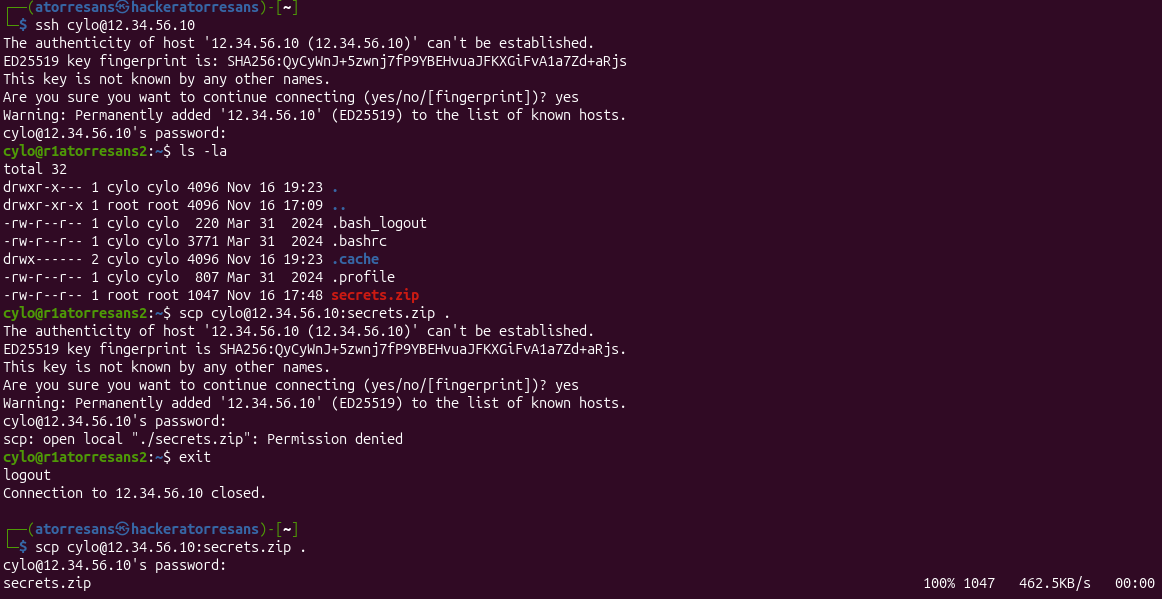 ┌──(atorresans㉿hackeratorresans)-[~]
└─$ ssh cylo@12.34.56.10
The authenticity of host '12.34.56.10 (12.34.56.10)' can't be established.
ED25519 key fingerprint is: SHA256:QyCyWnJ+5zwnj7fP9YBEHvuaJFKXGiFvA1a7Zd+aRjs
This key is not known by any other names.
Are you sure you want to continue connecting (yes/no/[fingerprint])? yes
Warning: Permanently added '12.34.56.10' (ED25519) to the list of known hosts.
cylo@12.34.56.10's password:
cylo@r1atorresans2:~$ ls -la
total 32
drwxr-x--- 1 cylo cylo 4096 Nov 16 19:23 .
drwxr-xr-x 1 root root 4096 Nov 16 17:09 ..
-rw-r--r-- 1 cylo cylo  220 Mar 31  2024 .bash_logout
-rw-r--r-- 1 cylo cylo 3771 Mar 31  2024 .bashrc
drwx------ 2 cylo cylo 4096 Nov 16 19:23 .cache
-rw-r--r-- 1 cylo cylo  807 Mar 31  2024 .profile
-rw-r--r-- 1 root root 1047 Nov 16 17:48 secrets.zip
cylo@r1atorresans2:~$ scp cylo@12.34.56.10:secrets.zip .
The authenticity of host '12.34.56.10 (12.34.56.10)' can't be established.
ED25519 key fingerprint is SHA256:QyCyWnJ+5zwnj7fP9YBEHvuaJFKXGiFvA1a7Zd+aRjs.
This key is not known by any other names.
Are you sure you want to continue connecting (yes/no/[fingerprint])? yes
Warning: Permanently added '12.34.56.10' (ED25519) to the list of known hosts.
cylo@12.34.56.10's password:
scp: open local "./secrets.zip": Permission denied
cylo@r1atorresans2:~$ exit
logout
Connection to 12.34.56.10 closed.
┌──(atorresans㉿hackeratorresans)-[~]
└─$ scp cylo@12.34.56.10:secrets.zip .
cylo@12.34.56.10's password:
secrets.zip 100% 1047 462.5KB/s 00:00